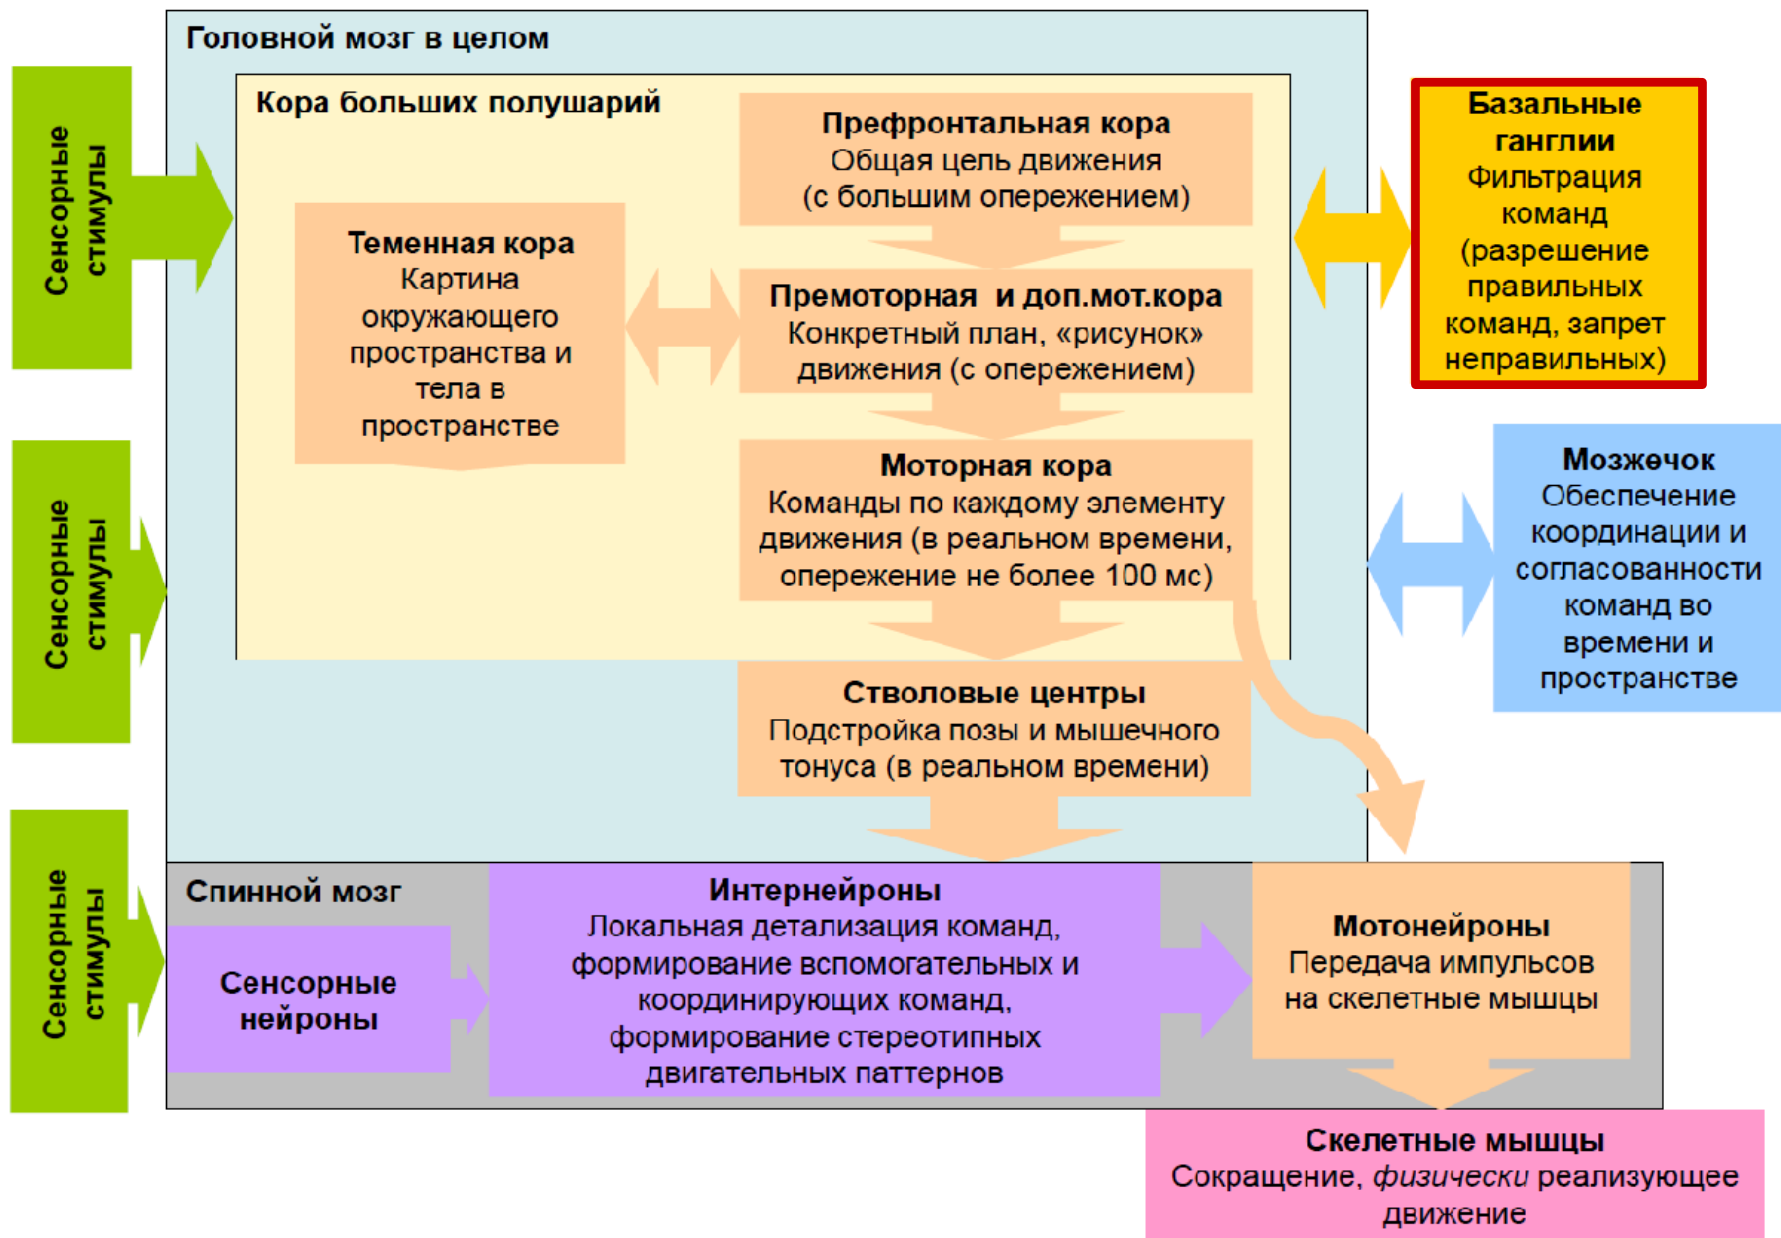 Головной мозг в целом
Сенсорные
стимулы
Кора больших полушарий
Префронтальная кора
Общая цель движения
(с большим опережением)
Теменная кора
Картина
окружающего
пространства и
тела в
пространстве
Премоторная и доп.мот.кора
Конкретный план, «рисунок»
движения (с опережением)
Базальные
ганглии
Фильтрация
команд
(разрешение
правильных
команд, запрет
неправильных)
Сенсорные
стимулы
Моторная кора
Команды по каждому элементу
движения (в реальном времени,
опережение не более 100 мс)
Мозжечок
Обеспечение
координации и
согласованности
команд во
времени и
пространстве
Стволовые центры
Подстройка позы и мышечного
тонуса (в реальном времени)
Сенсорные
стимулы
Спинной мозг
Сенсорные
нейроны
Интернейроны
Локальная детализация команд,
формирование вспомогательных и
координирующих команд,
формирование стереотипных
двигательных паттернов
Мотонейроны
Передача импульсов
на скелетные мышцы
Скелетные мышцы
Сокращение, физически реализующее
движение